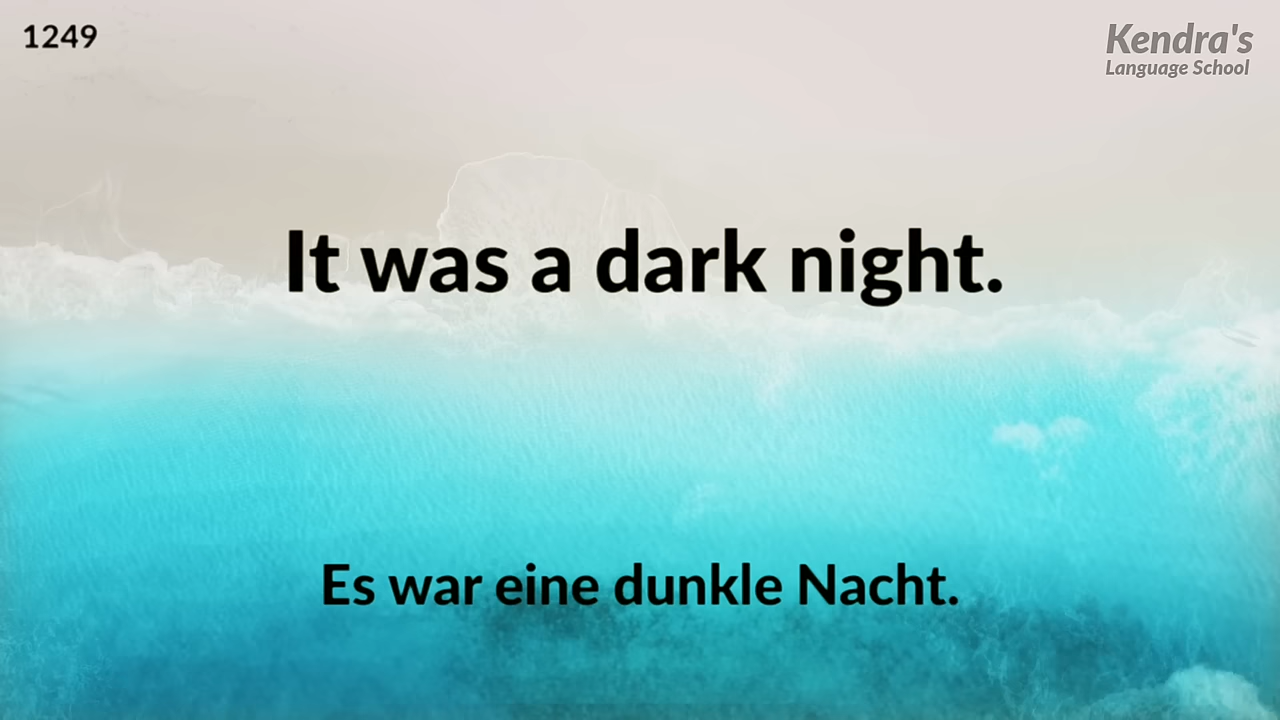 1249
Kendra's
Language School
It was a dark night.
Es war eine dunkle Nacht.